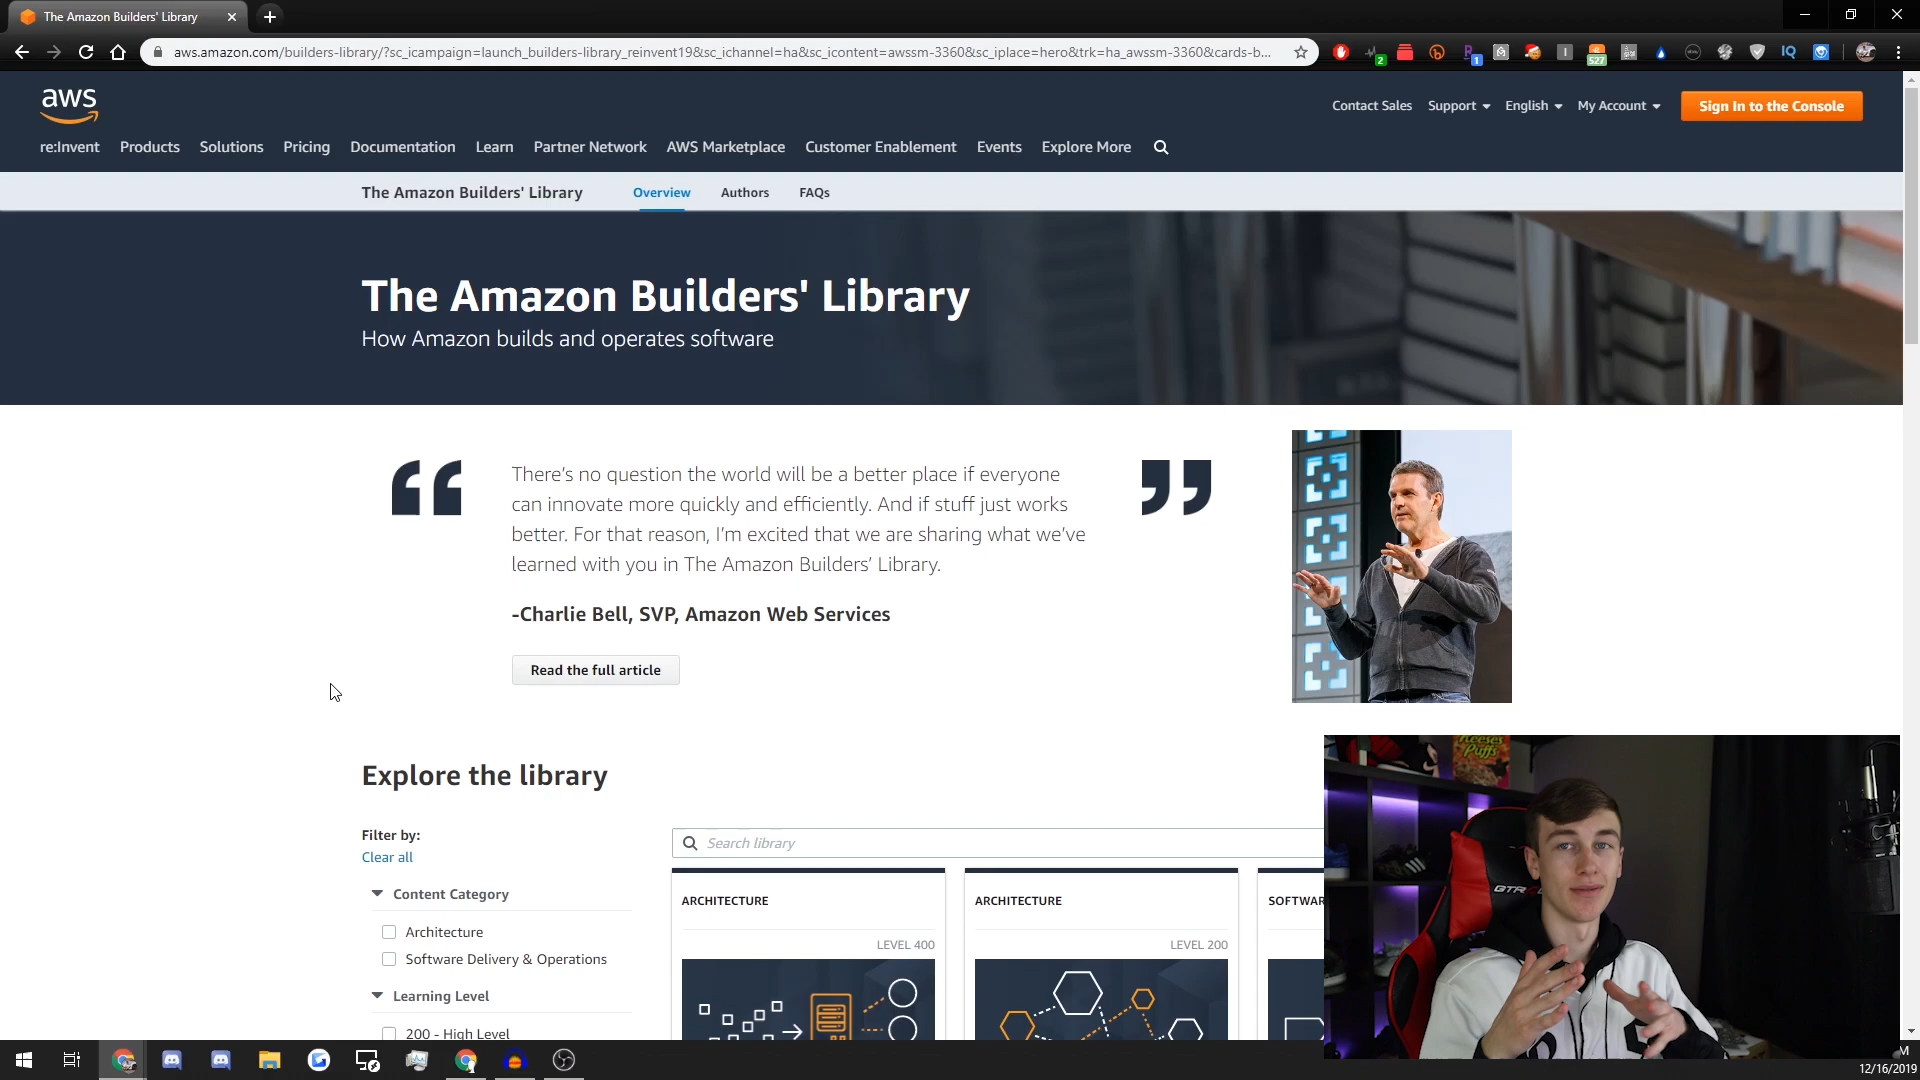 The Amazon Builders' Library
aws.amazon.com/builders-library/?sc_icampaign=launch_builders-library_reinvent19&sc_ichannel=ha&sc_icontent=awssm-3360&sc_iplace=hero&trk=ha_awssm-3360&cards-b...
2
1
527
IQ
aws
Contact Sales Support English My Account Sign In to the Console
re:Invent Products Solutions Pricing Documentation Learn Partner Network AWS Marketplace Customer Enablement Events Explore More
The Amazon Builders' Library Overview Authors FAQs
The Amazon Builders' Library
How Amazon builds and operates software
“ There’s no question the world will be a better place if everyone ”
can innovate more quickly and efficiently. And if stuff just works
better. For that reason, I’m excited that we are sharing what we’ve
learned with you in The Amazon Builders’ Library.
-Charlie Bell, SVP, Amazon Web Services
Read the full article
Explore the library
Filter by:
Clear all
Search library
Content Category
Architecture
Software Delivery & Operations
Learning Level
200 - High Level
ARCHITECTURE
LEVEL 400
ARCHITECTURE
LEVEL 200
SOFTWAR
Reese's
Puffs
GTR
M
12/16/2019